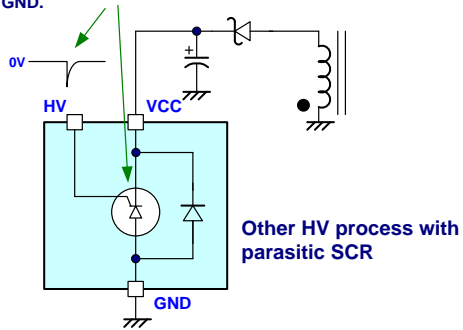 GND.
0V
HV
VCC
+
Other HV process with
parasitic SCR
GND